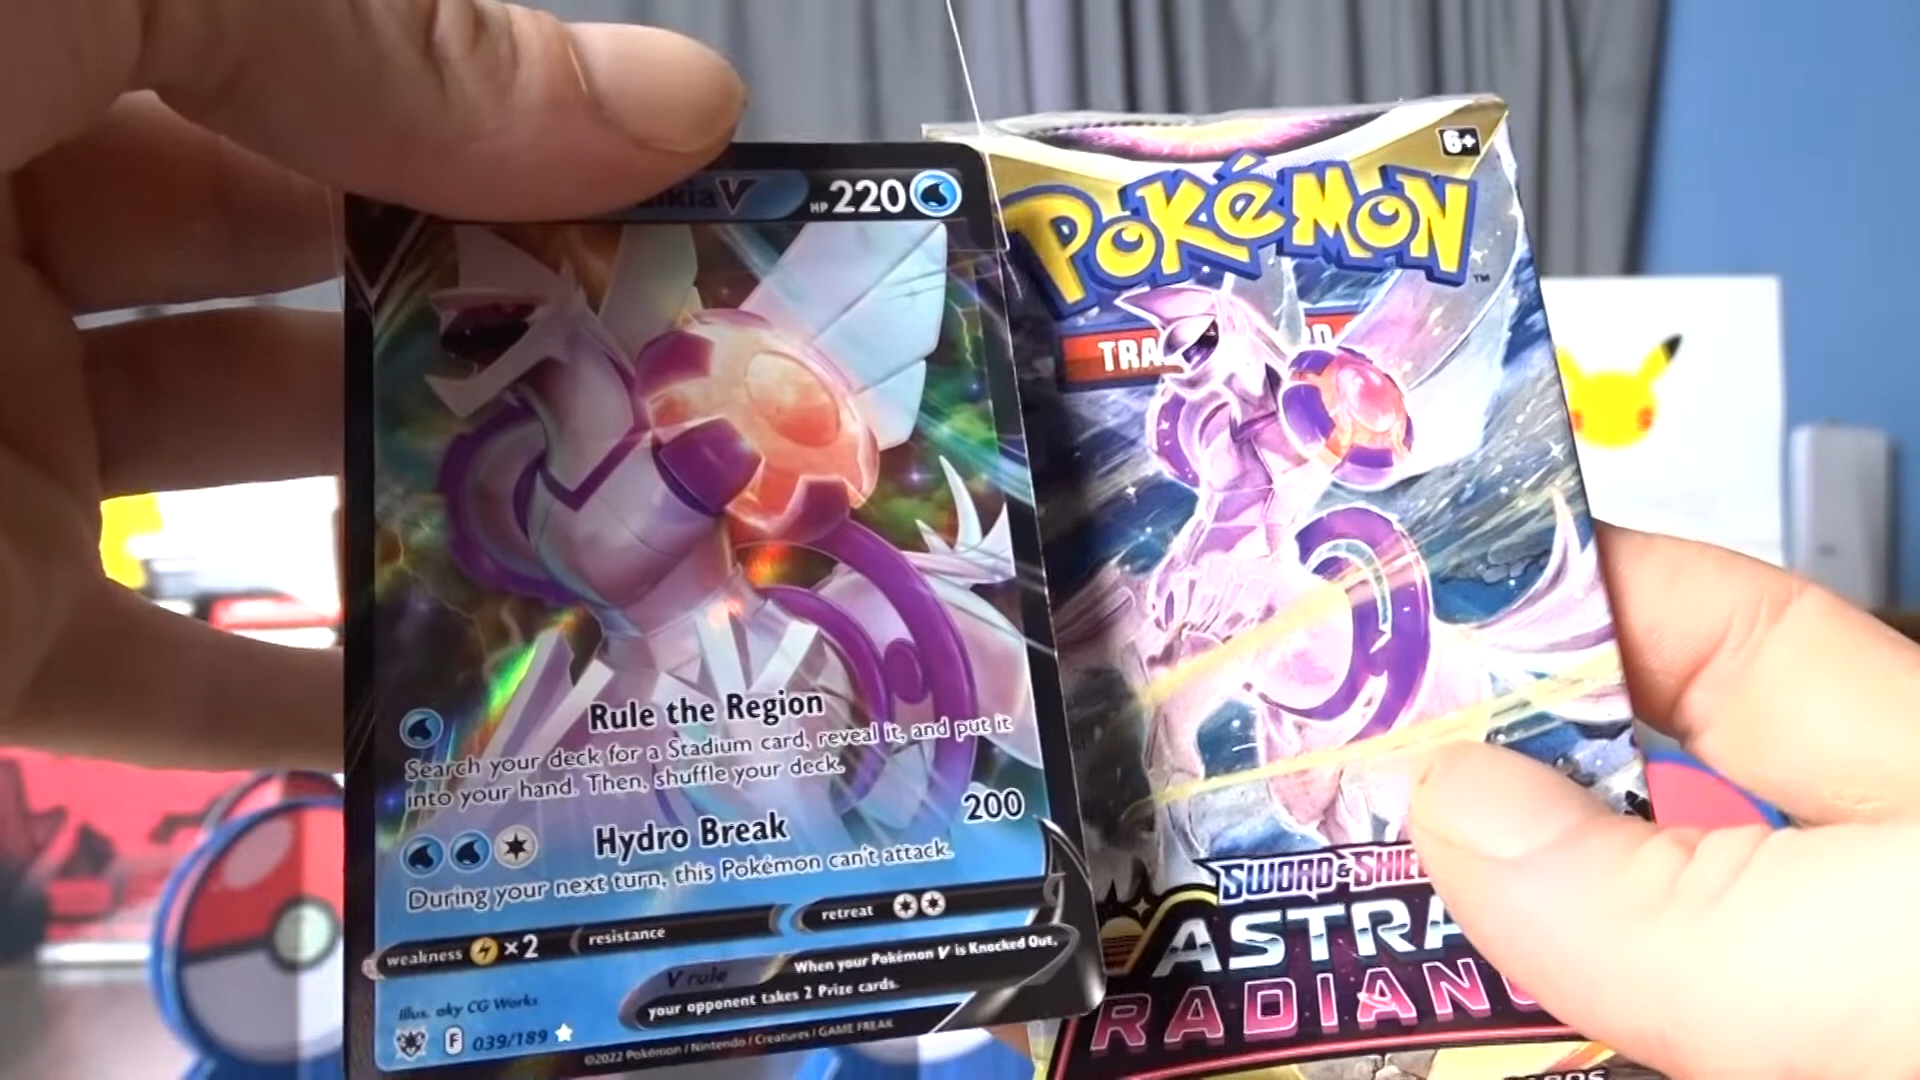 V HP 220
Rule the Region
Search your deck for a Stadium card, reveal it, and put it
into your hand. Then, shuffle your deck.
Hydro Break 200
During your next turn, this Pokémon can't attack.
weakness ×2 resistance retreat
V rule When your Pokémon V is Knocked Out,
your opponent takes 2 Prize cards.
Illus. aky CG Works
F 039/189
©2022 Pokémon / Nintendo / Creatures / GAME FREAK
6+
POKéMON
TM
SWORD & SHIE
ASTRA
RADIAN